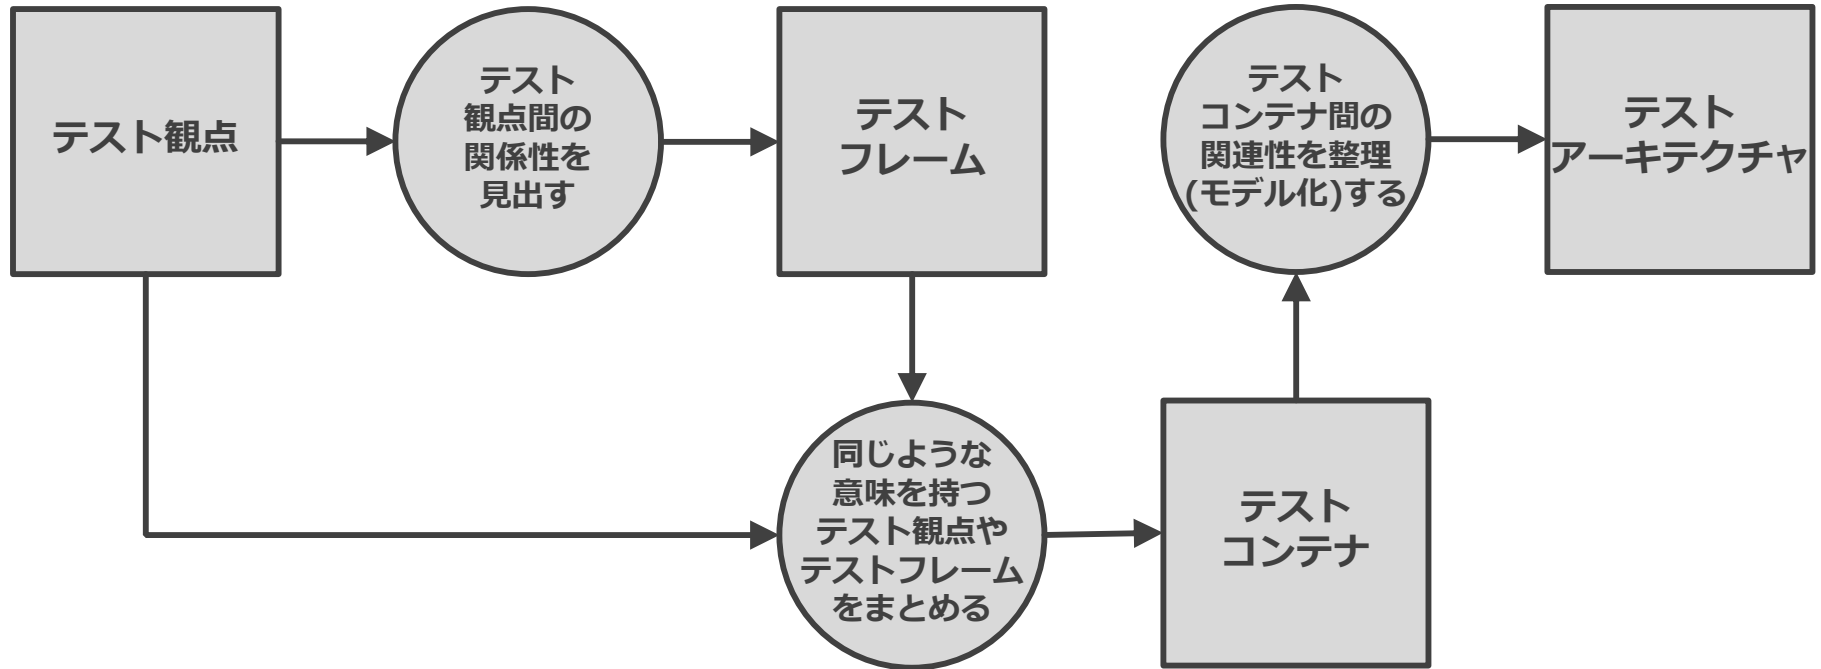 テスト観点
テスト
観点間の
関係性を
見出す
テスト
フレーム
テスト
コンテナ間の
関連性を整理
(モデル化)する
テスト
アーキテクチャ
同じような
意味を持つ
テスト観点や
テストフレーム
をまとめる
テスト
コンテナ